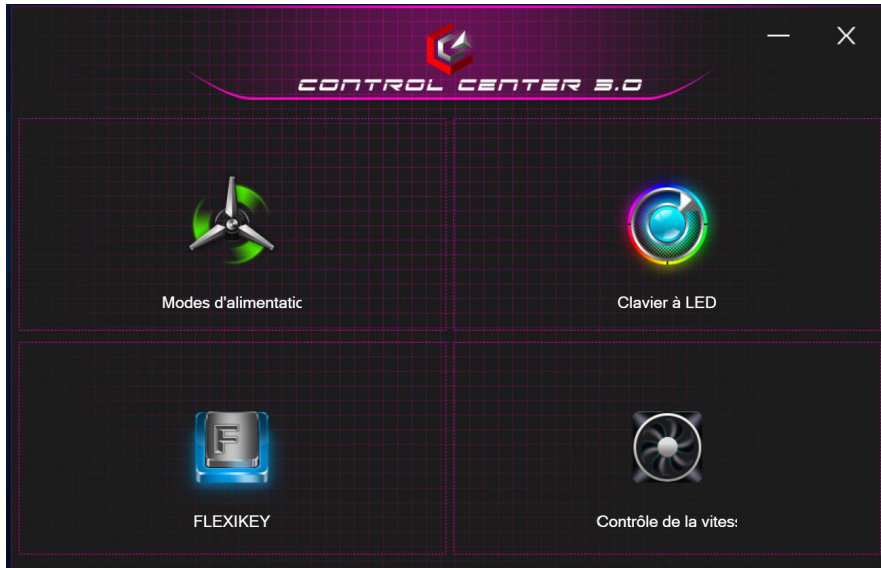 CONTROL CENTER 3.0
Modes d'alimentatic
Clavier à LED
F
FLEXIKEY
Contrôle de la vites: